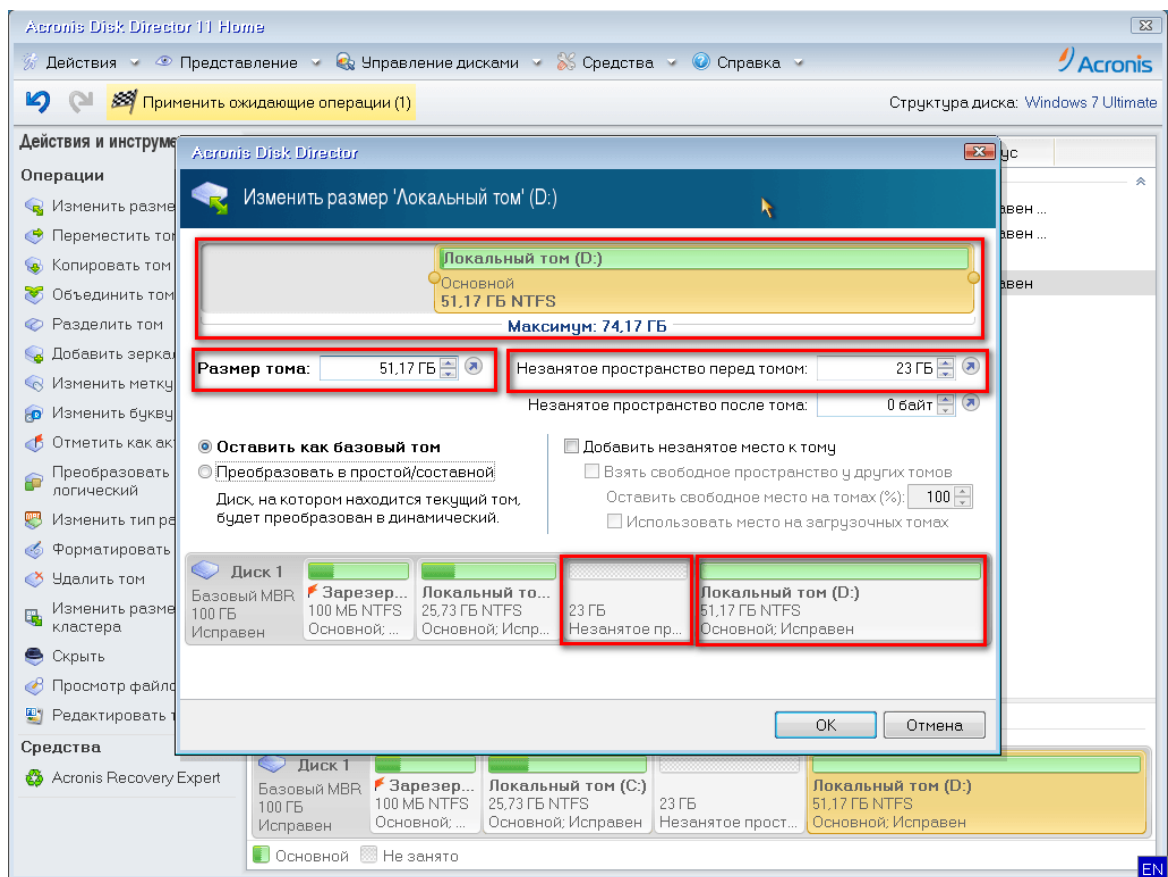 Acronis Disk Director 11 Home
Действия Представление Управление дисками Средства Справка Acronis
Применить ожидающие операции (1) Структура диска: Windows 7 Ultimate
Действия и инструме
Операции
Изменить разме
Переместить то
Копировать том
Объединить том
Разделить том
Добавить зерка
Изменить метку
Изменить букву
Отметить как ак
Преобразовать
логический
Изменить тип ра
Форматировать
Удалить том
Изменить разме
кластера
Скрыть
Просмотр файло
Редактировать т
Средства
Acronis Recovery Expert
ус
авен ...
авен ...
авен
Acronis Disk Director
Изменить размер 'Локальный том' (D:)
Локальный том (D:)
Основной
51,17 ГБ NTFS
Максимум: 74,17 ГБ
Размер тома: 51,17 ГБ Незанятое пространство перед томом: 23 ГБ
Незанятое пространство после тома: 0 байт
Оставить как базовый том
Преобразовать в простой/составной
Диск, на котором находится текущий том,
будет преобразован в динамический.
Добавить незанятое место к тому
Взять свободное пространство у других томов
Оставить свободное место на томах (%): 100
Использовать место на загрузочных томах
Диск 1
Базовый MBR
100 ГБ
Исправен
Зарезер...
100 МБ NTFS
Основной; ...
Локальный то...
25,73 ГБ NTFS
Основной; Испр...
23 ГБ
Незанятое пр...
Локальный том (D:)
51,17 ГБ NTFS
Основной; Исправен
OK Отмена
Диск 1
Базовый MBR
100 ГБ
Исправен
Зарезер...
100 МБ NTFS
Основной; ...
Локальный том (C:)
25,73 ГБ NTFS
Основной; Исправен
23 ГБ
Незанятое прост...
Локальный том (D:)
51,17 ГБ NTFS
Основной; Исправен
Основной Не занято
EN